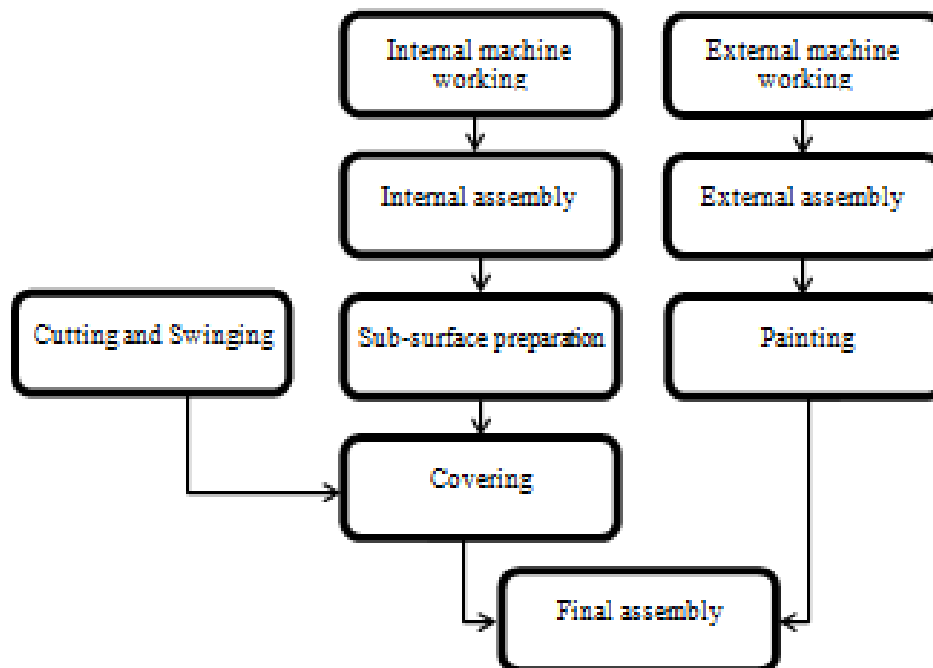 Internal machine
working
External machine
working
Internal assembly
External assembly
Cutting and Swinging
Sub-surface preparation
Painting
Covering
Final assembly